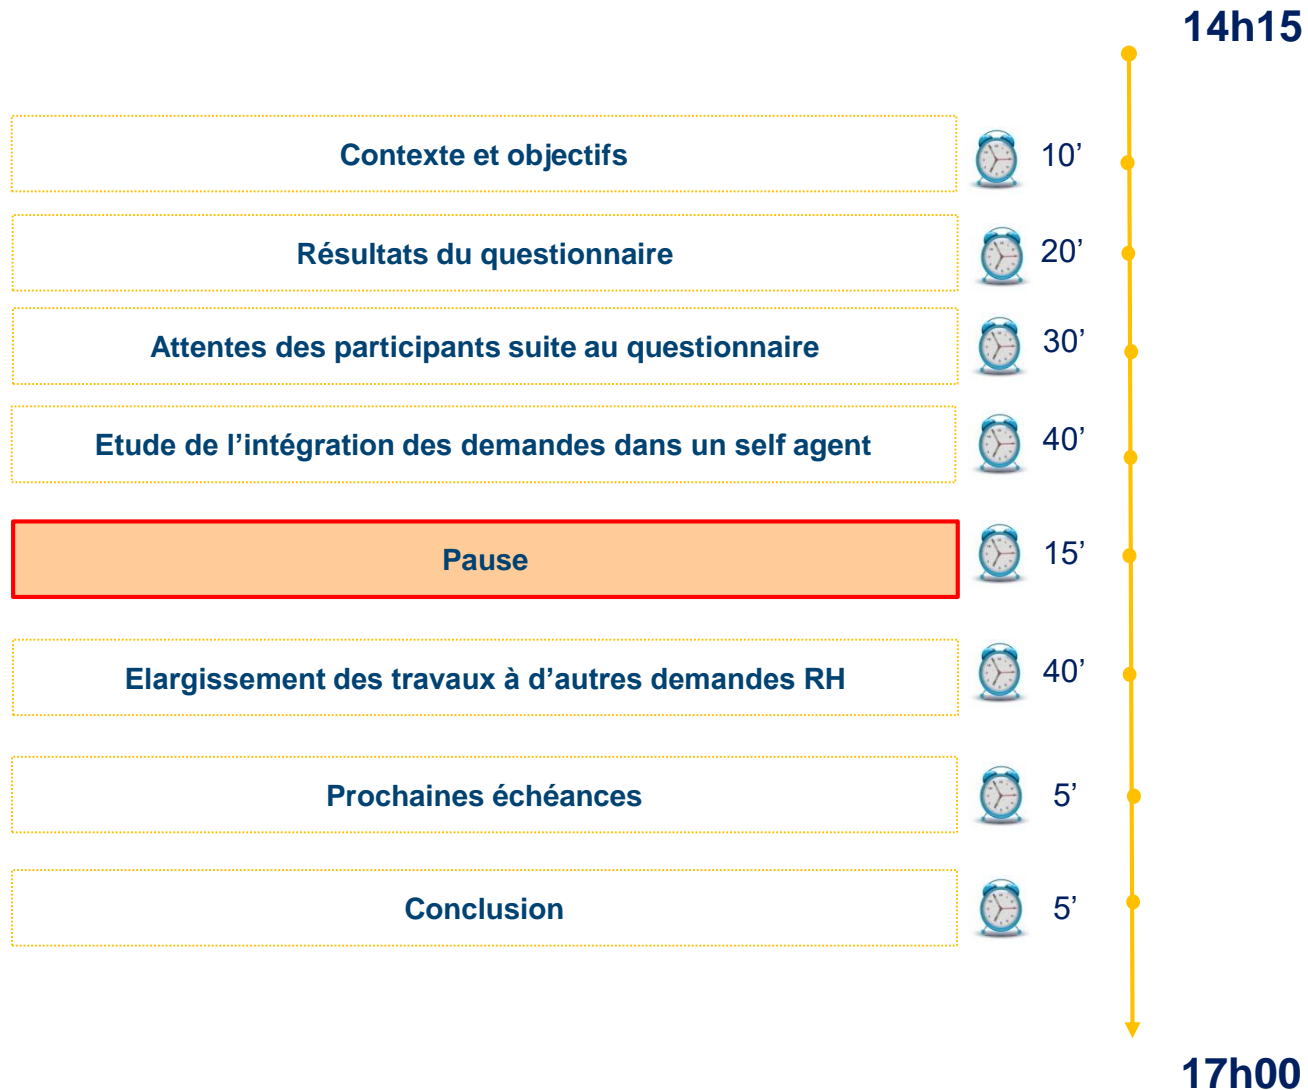 14h15
Contexte et objectifs 10’
Résultats du questionnaire 20’
Attentes des participants suite au questionnaire 30’
Etude de l’intégration des demandes dans un self agent 40’
Pause 15’
Elargissement des travaux à d’autres demandes RH 40’
Prochaines échéances 5’
Conclusion 5’
17h00